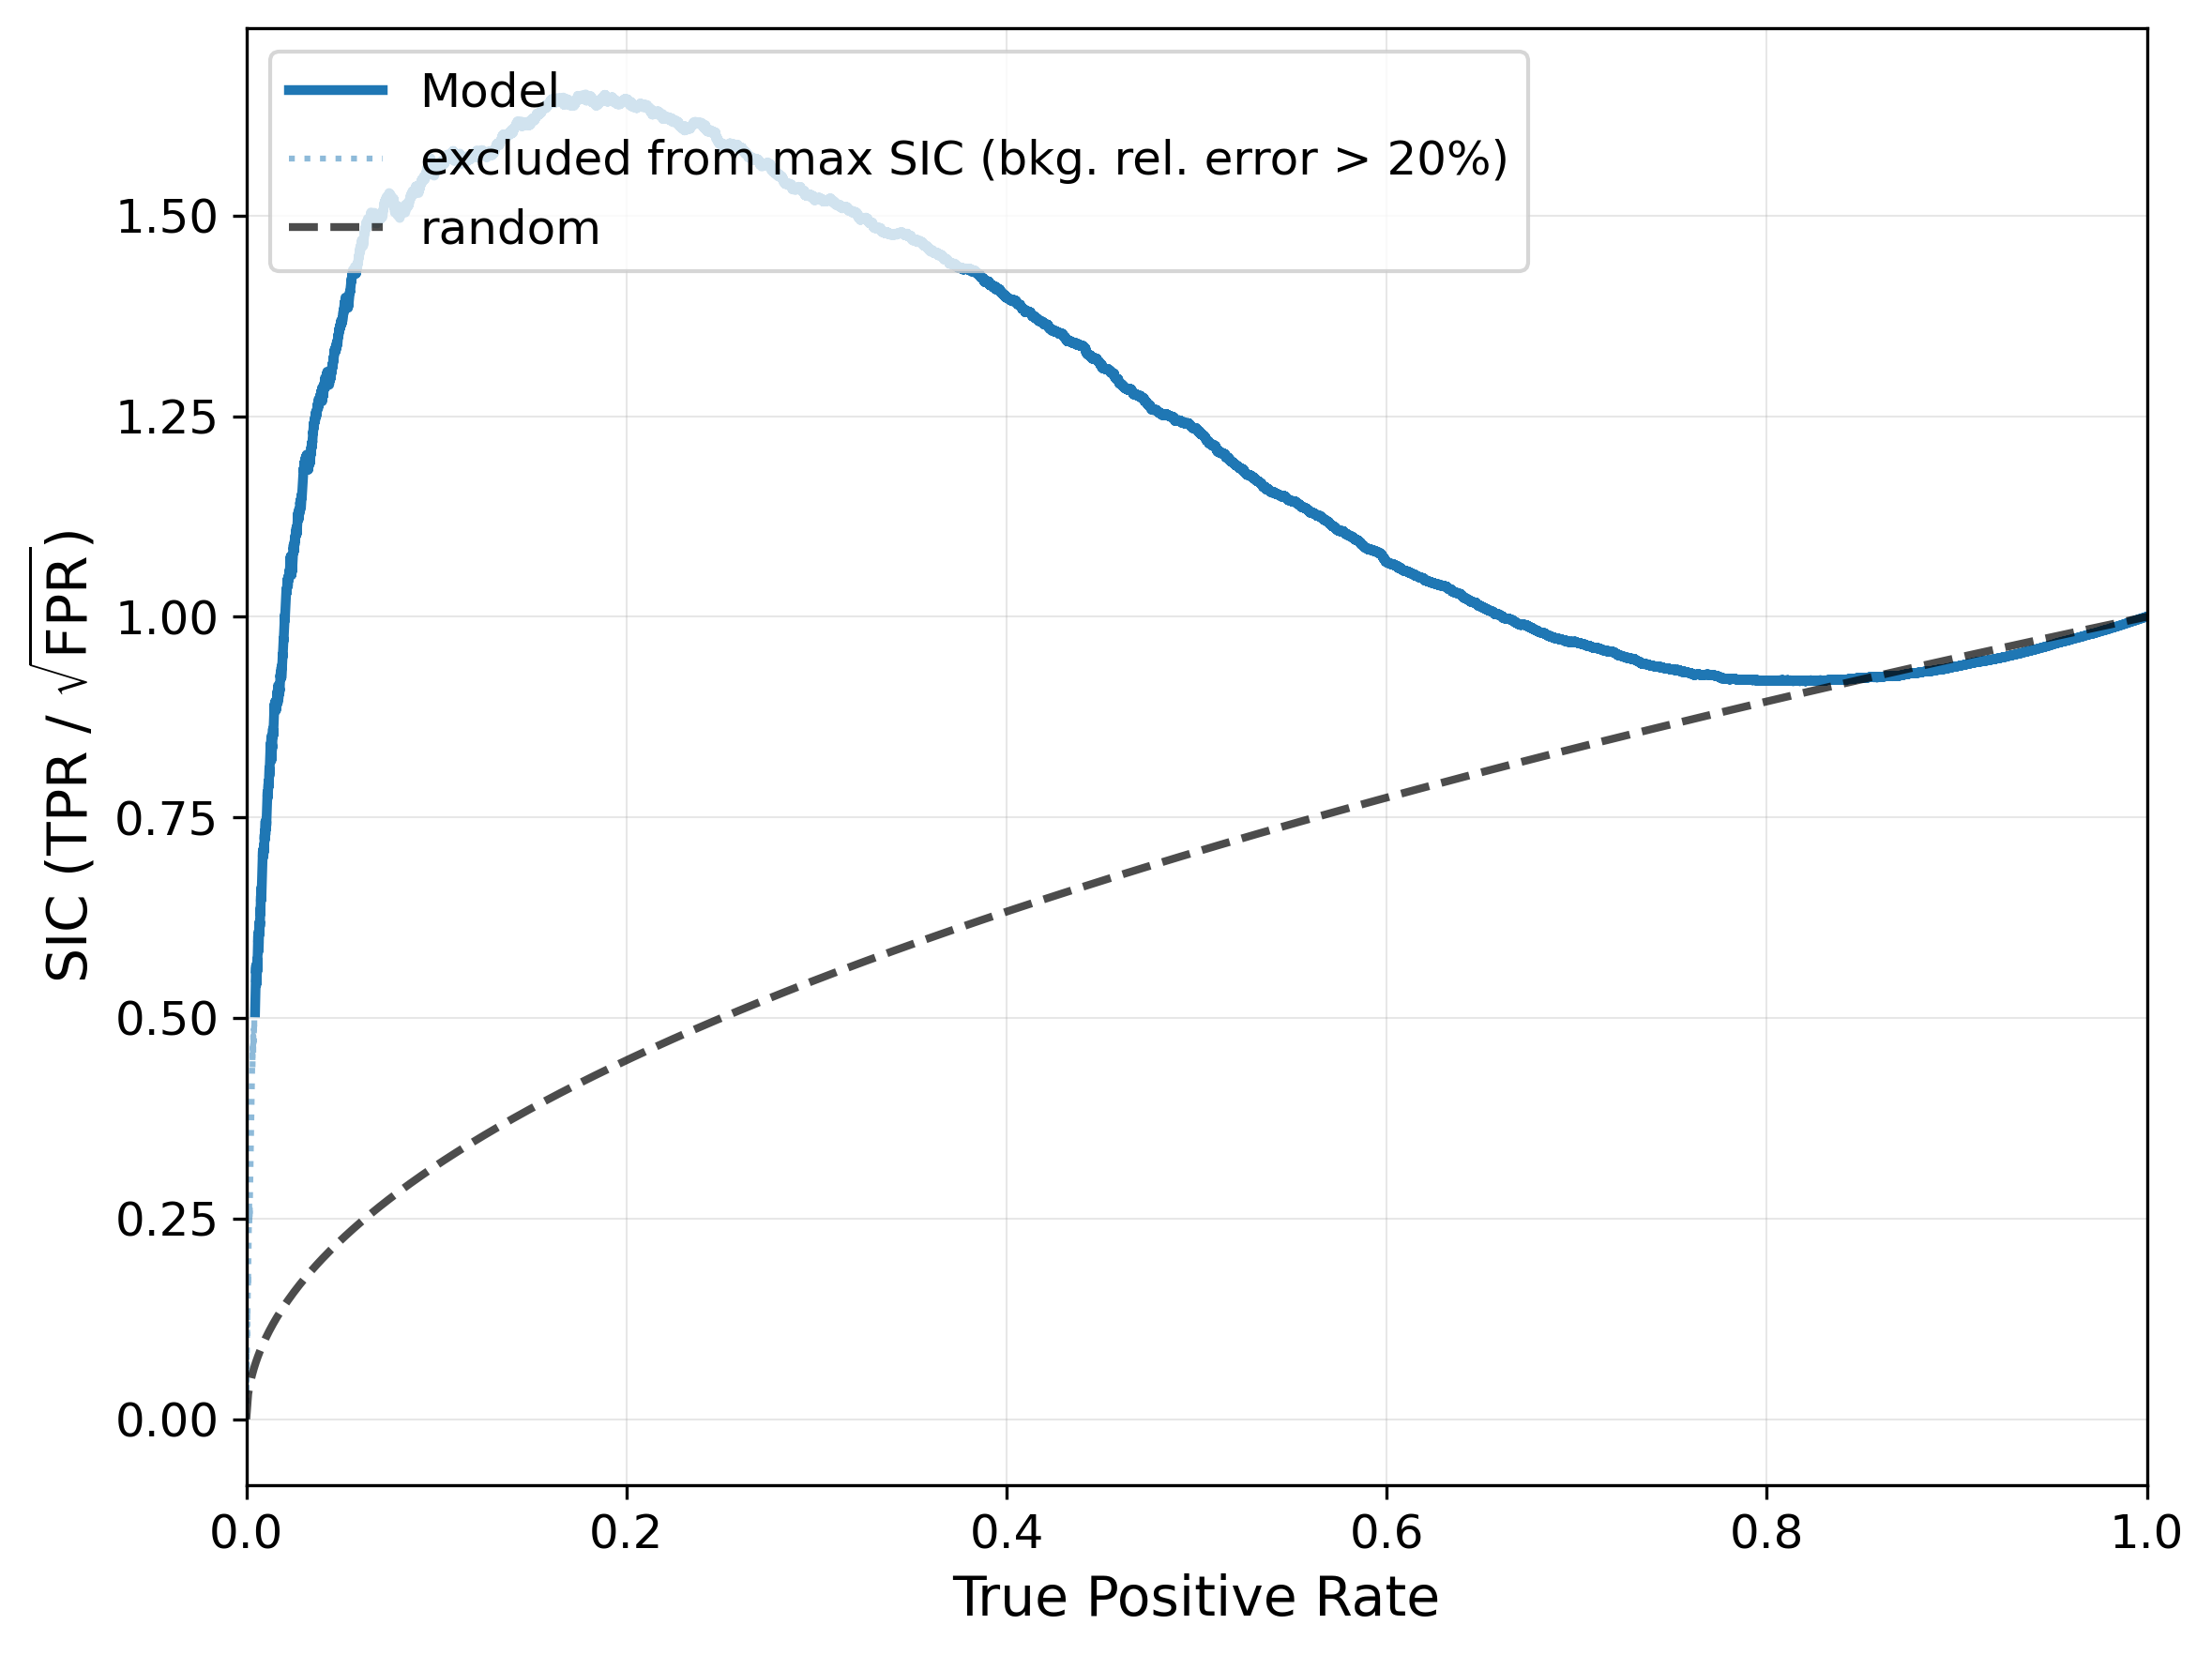 Model
excluded from max SIC (bkg. rel. error > 20%)
random
SIC (TPR / √FPR)
1.50
1.25
1.00
0.75
0.50
0.25
0.00
0.0 0.2 0.4 0.6 0.8 1.0
True Positive Rate